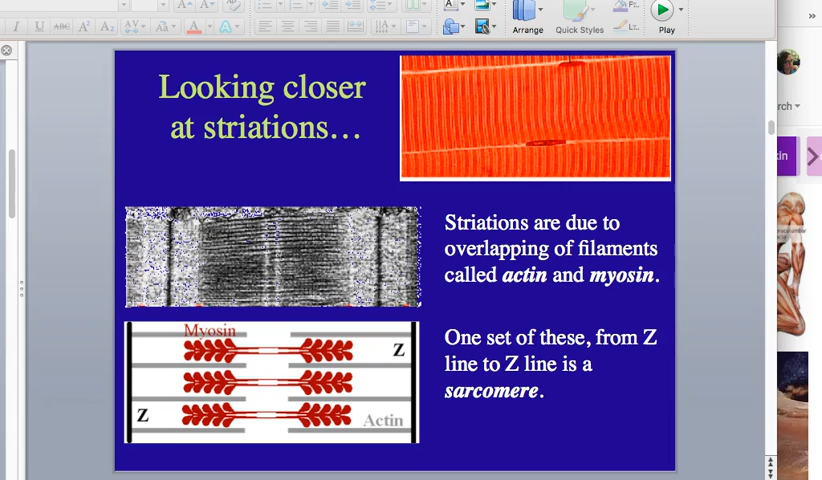 Arrange
Quick Styles
Play
Looking closer
at striations…
Striations are due to
overlapping of filaments
called actin and myosin.
Myosin
Z
Z
Actin
One set of these, from Z
line to Z line is a
sarcomere.